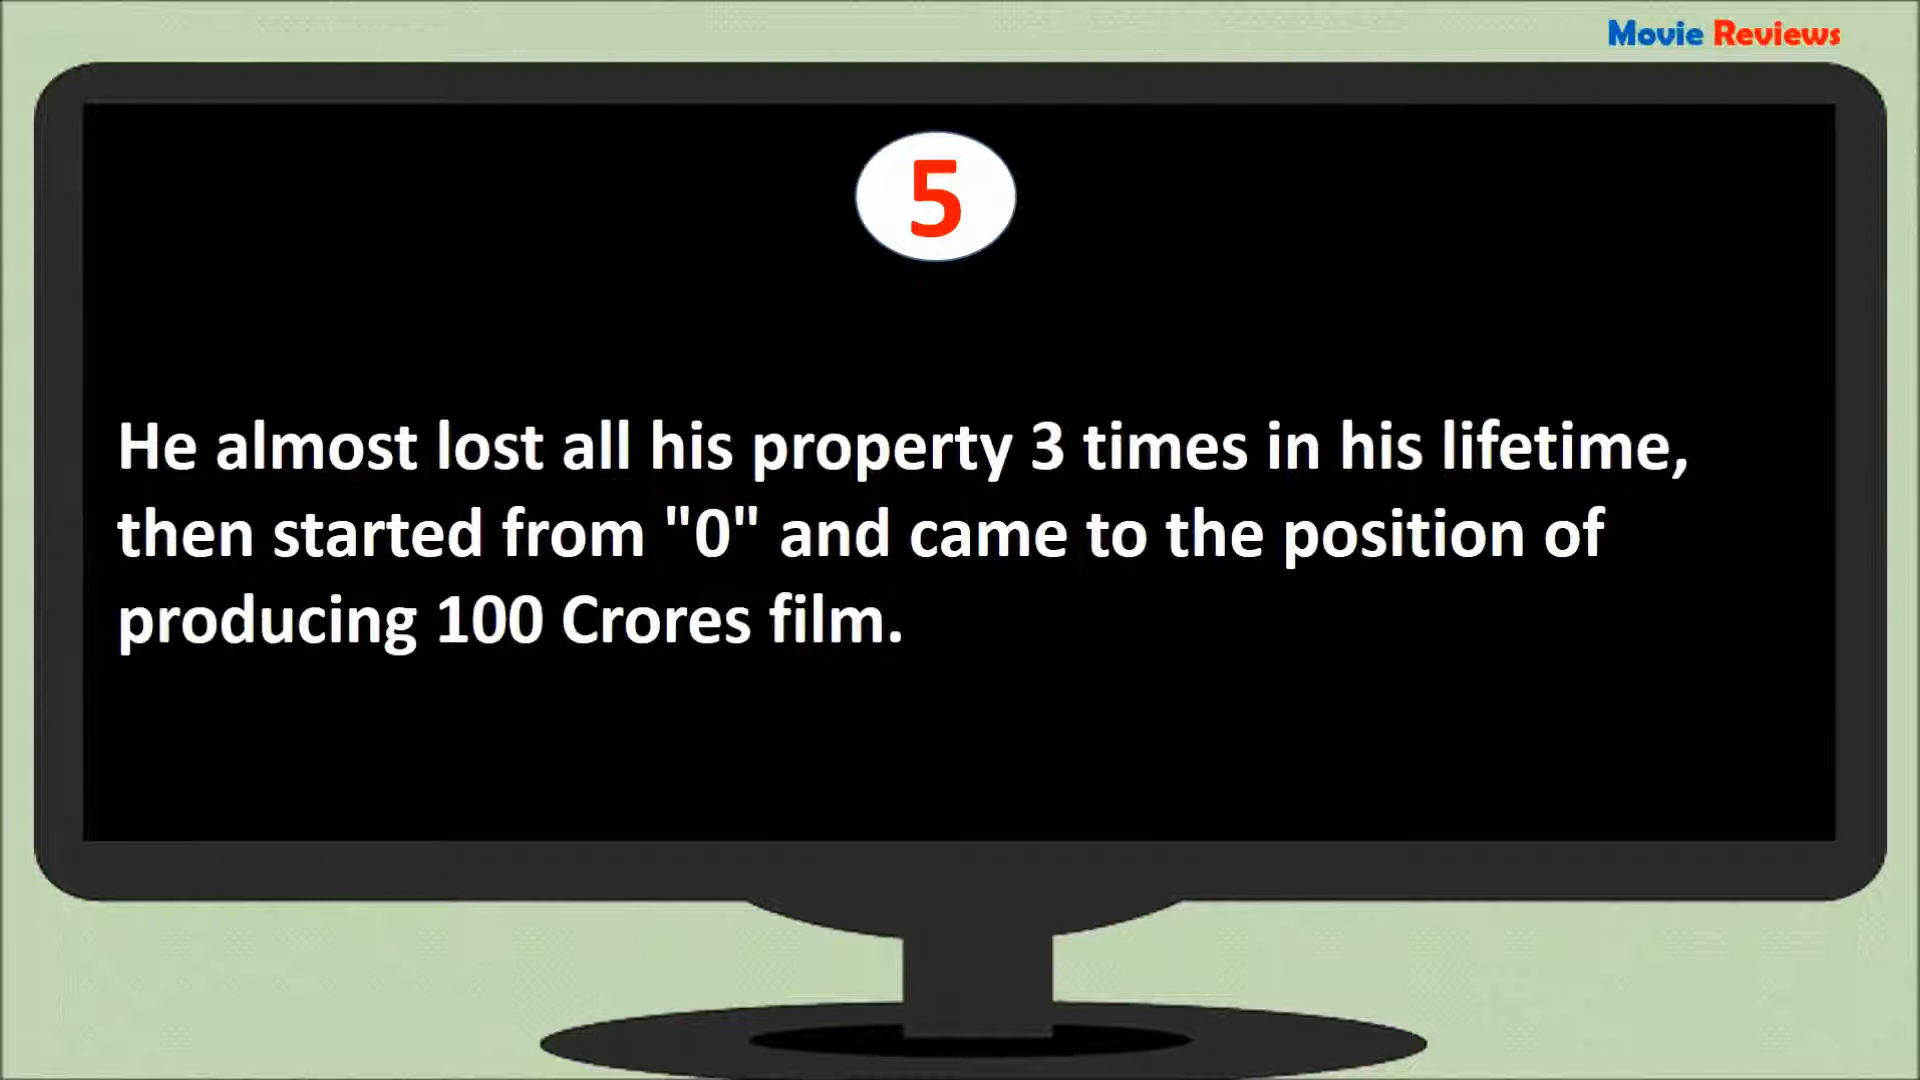 Movie Reviews
5
He almost lost all his property 3 times in his lifetime,
then started from "0" and came to the position of
producing 100 Crores film.